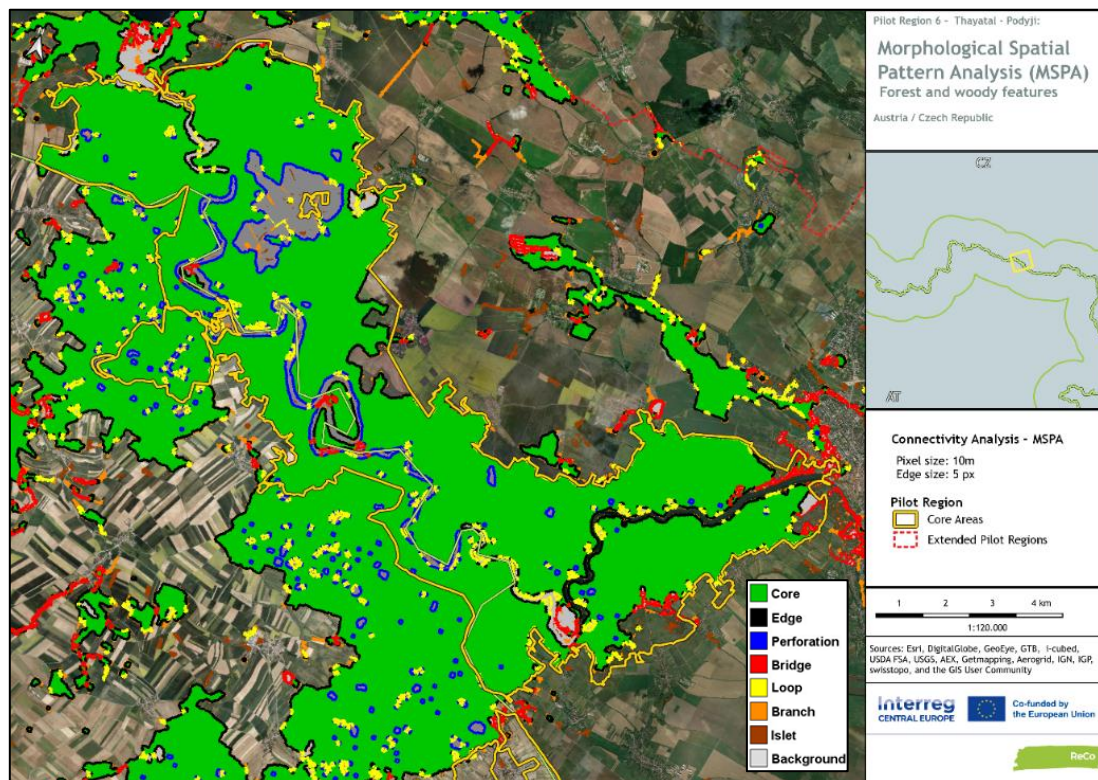 Pilot Region 6 - Thayatal - Podyji:
Morphological Spatial
Pattern Analysis (MSPA)
Forest and woody features
Austria / Czech Republic
CZ
AT
Connectivity Analysis - MSPA
Pixel size: 10m
Edge size: 5 px
Pilot Region
Core Areas
Extended Pilot Regions
1 2 3 4 km
1:120.000
Sources: Esri, DigitalGlobe, GeoEye, GTB, i-cubed,
USDA FSA, USGS, AEX, Getmapping, Aerogrid, IGN, IGP,
swisstopo, and the GIS User Community
Interreg
CENTRAL EUROPE
Co-funded by
the European Union
ReCo
Core
Edge
Perforation
Bridge
Loop
Branch
Islet
Background
N